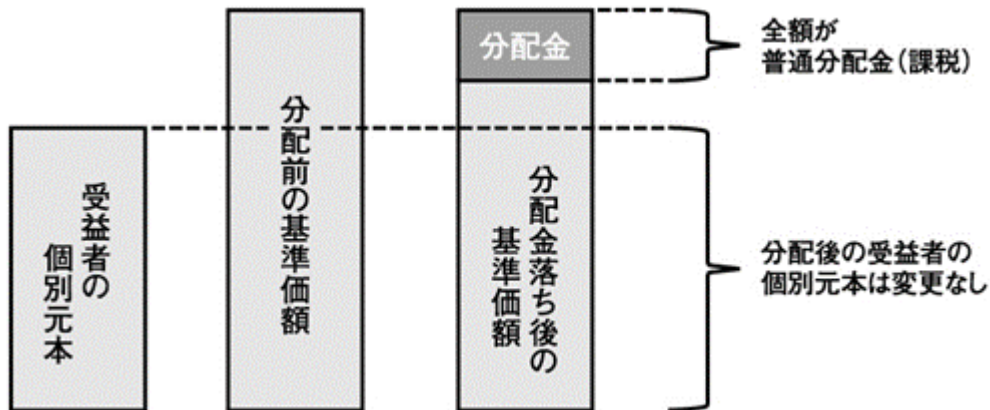 受益者の
個別元本
分配前の基準価額
分配金
分配金落ち後の
基準価額
全額が
普通分配金(課税)
分配後の受益者の
個別元本は変更なし